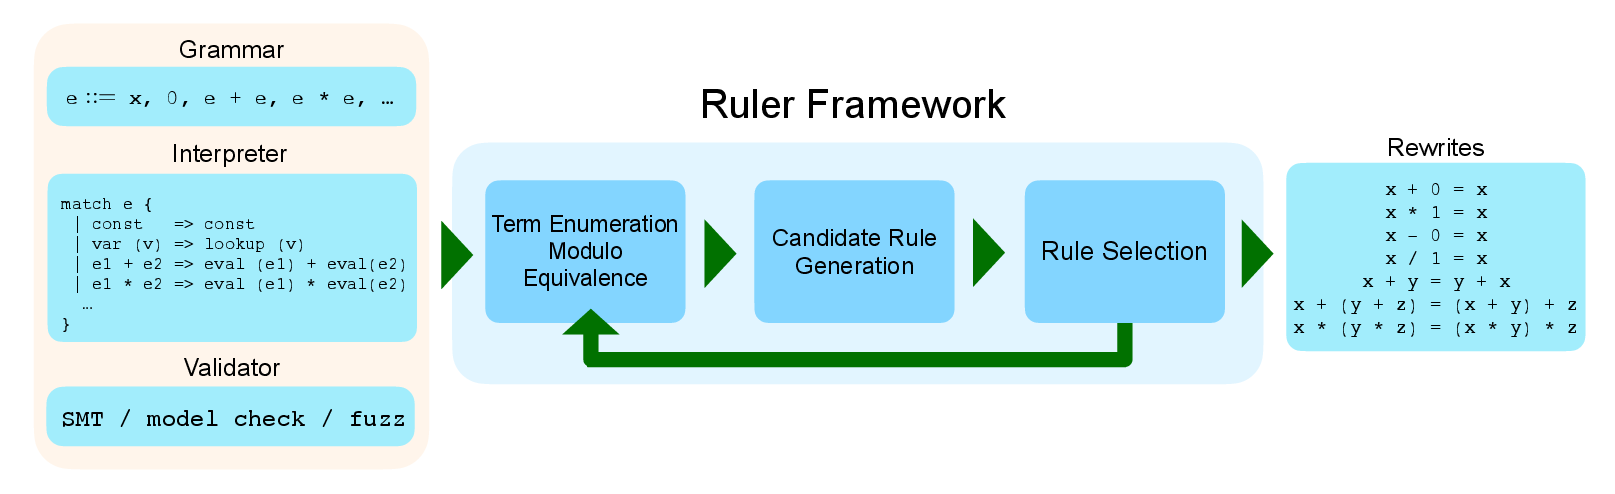 Grammar
e ::= x, 0, e + e, e * e, …
Interpreter
match e {
| const => const
| var (v) => lookup (v)
| e1 + e2 => eval (e1) + eval(e2)
| e1 * e2 => eval (e1) * eval(e2)
…
}
Validator
SMT / model check / fuzz
Ruler Framework
Term Enumeration
Modulo
Equivalence
Candidate Rule
Generation
Rule Selection
Rewrites
x + 0 = x
x * 1 = x
x - 0 = x
x / 1 = x
x + y = y + x
x + (y + z) = (x + y) + z
x * (y * z) = (x * y) * z